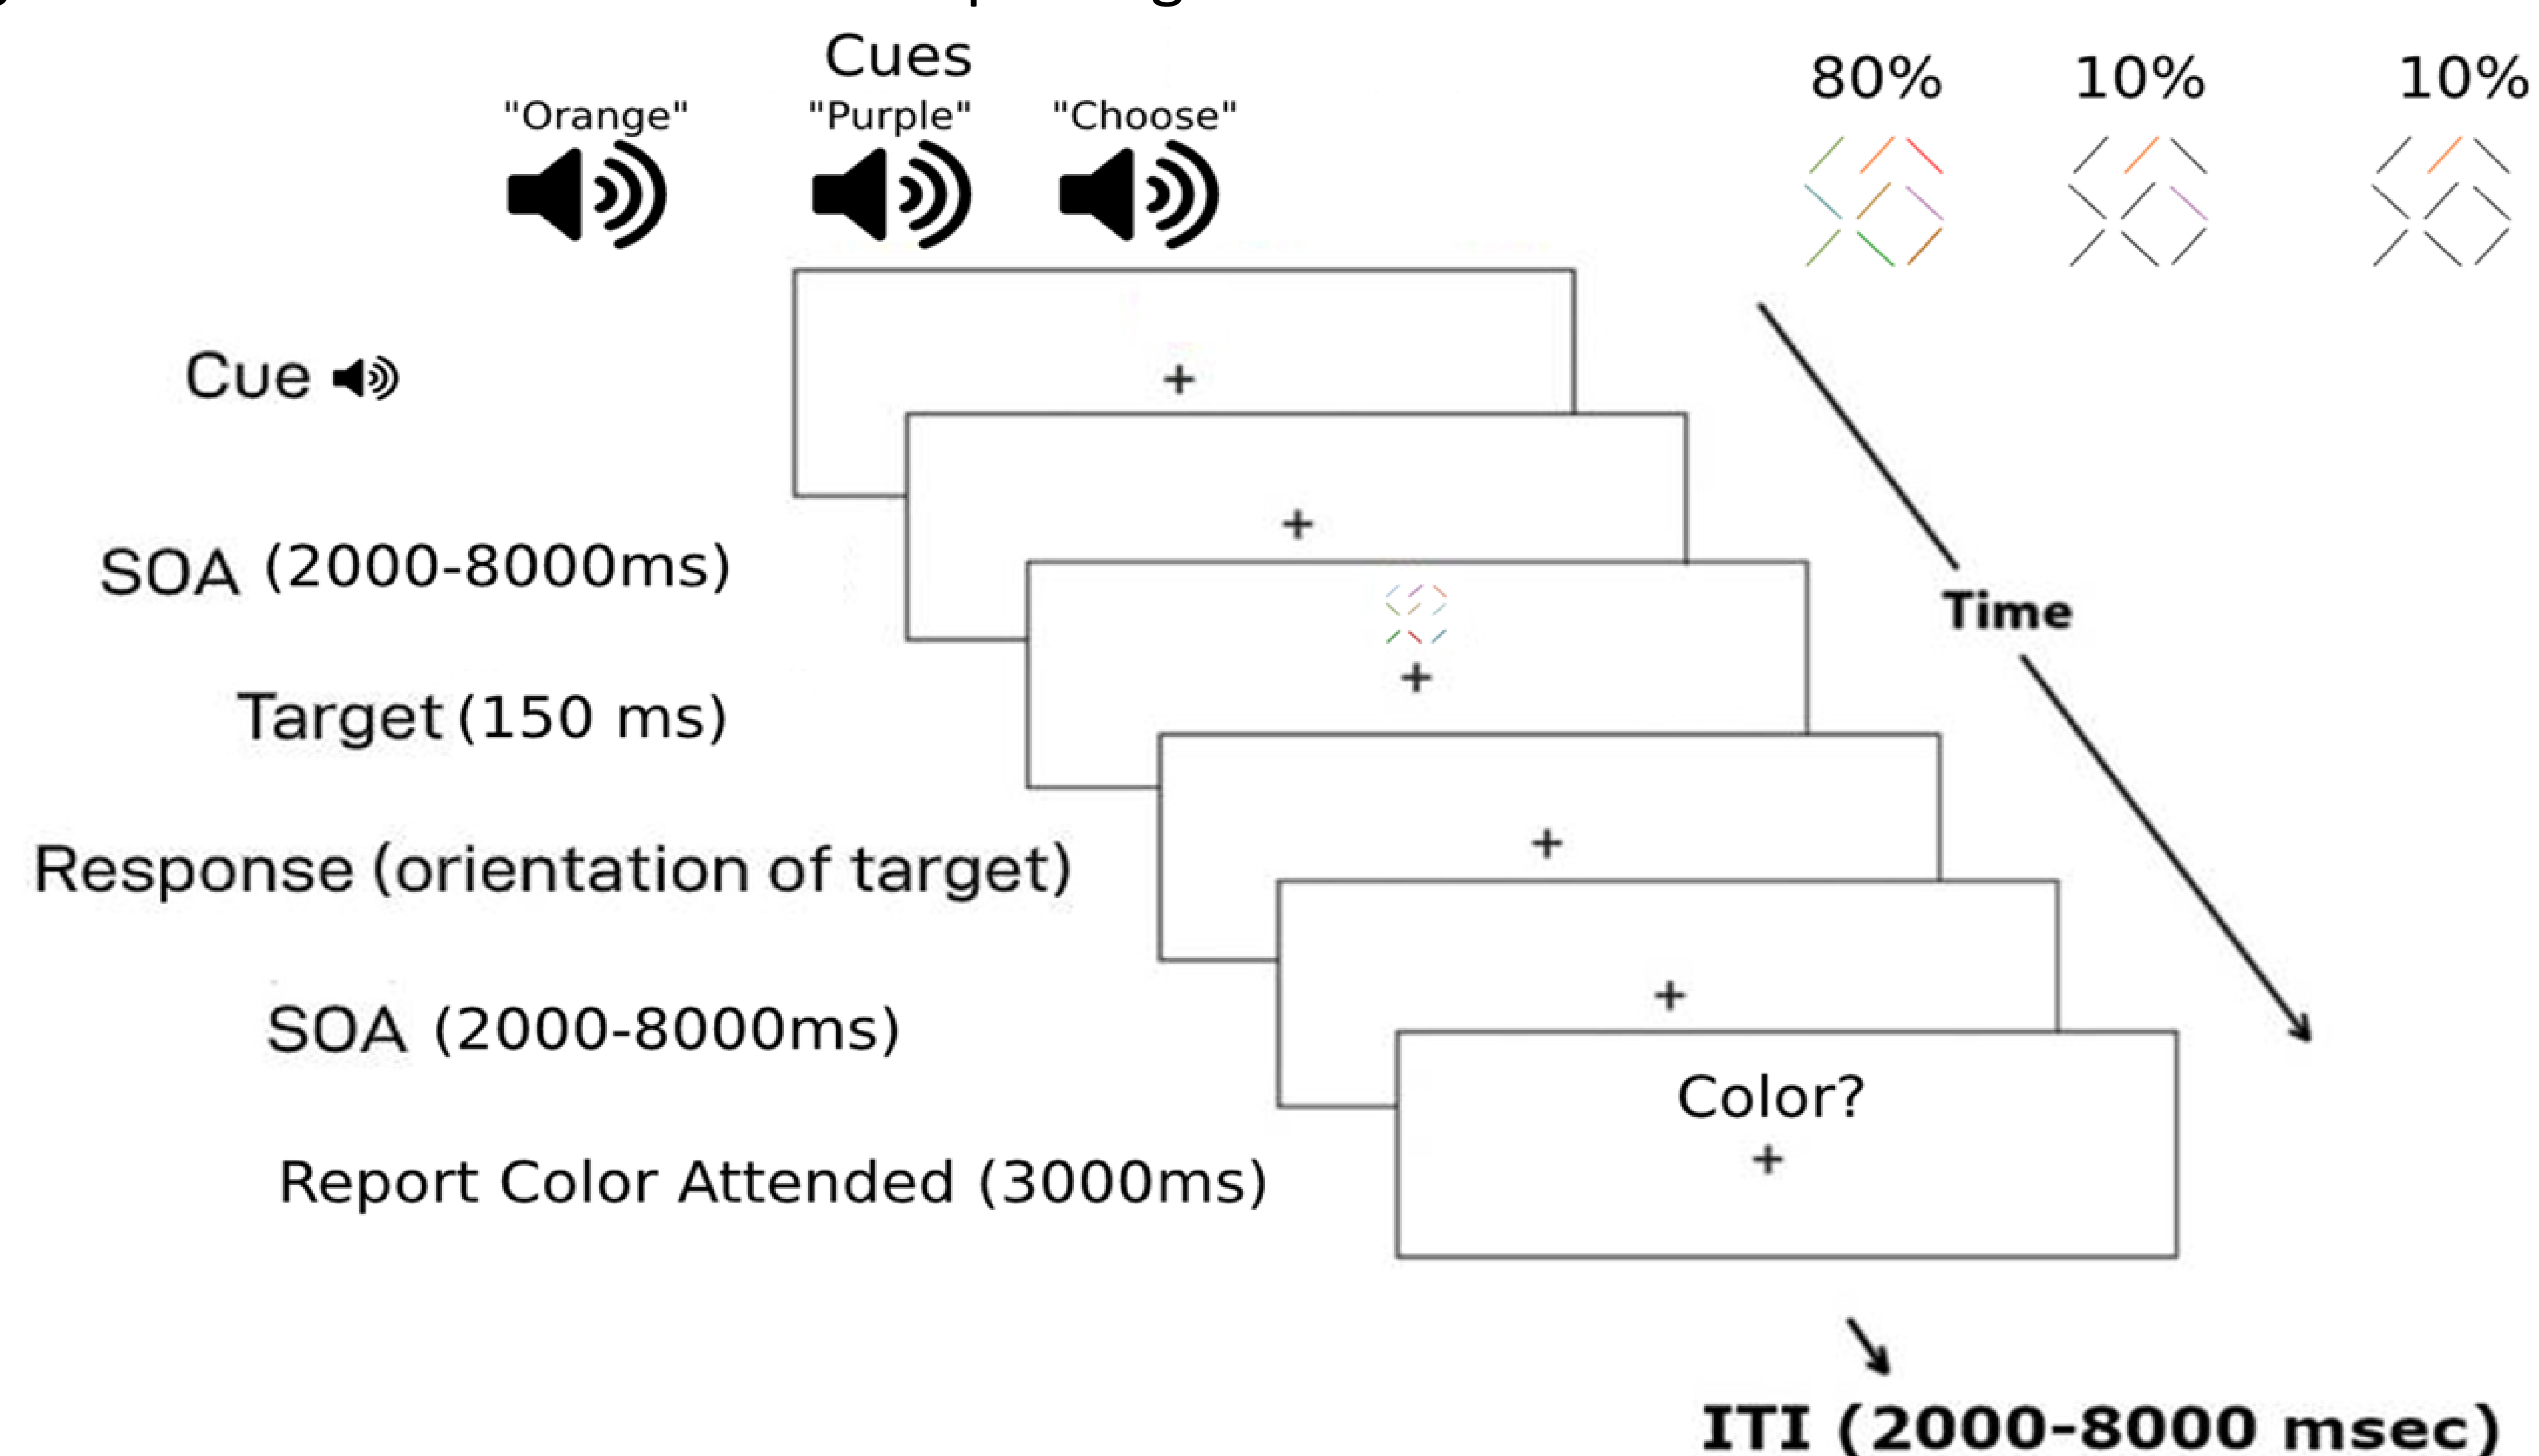 Cues
"Orange" "Purple" "Choose"
80% 10% 10%
Cue
SOA (2000-8000ms)
Time
Target (150 ms)
Response (orientation of target)
SOA (2000-8000ms)
Color?
Report Color Attended (3000ms)
ITI (2000-8000 msec)